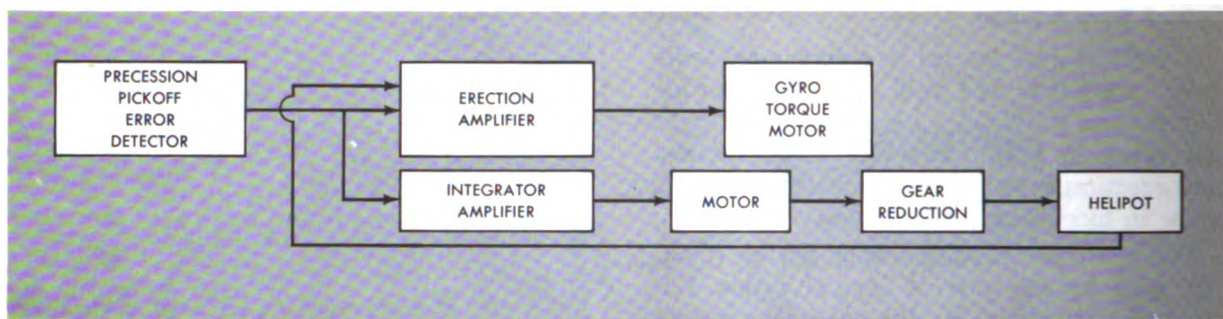 PRECESSION
PICKOFF
ERROR
DETECTOR
ERECTION
AMPLIFIER
GYRO
TORQUE
MOTOR
INTEGRATOR
AMPLIFIER
MOTOR
GEAR
REDUCTION
HELIPOT